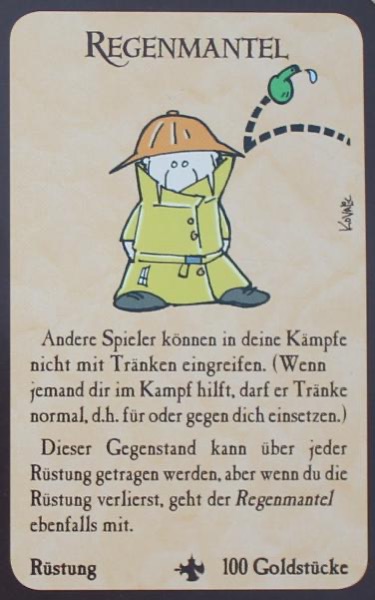 REGENMANTEL
KOVALIC
Andere Spieler können in deine Kämpfe
nicht mit Tränken eingreifen. (Wenn
jemand dir im Kampf hilft, darf er Tränke
normal, d.h. für oder gegen dich einsetzen.)
Dieser Gegenstand kann über jeder
Rüstung getragen werden, aber wenn du die
Rüstung verlierst, geht der Regenmantel
ebenfalls mit.
Rüstung 100 Goldstücke